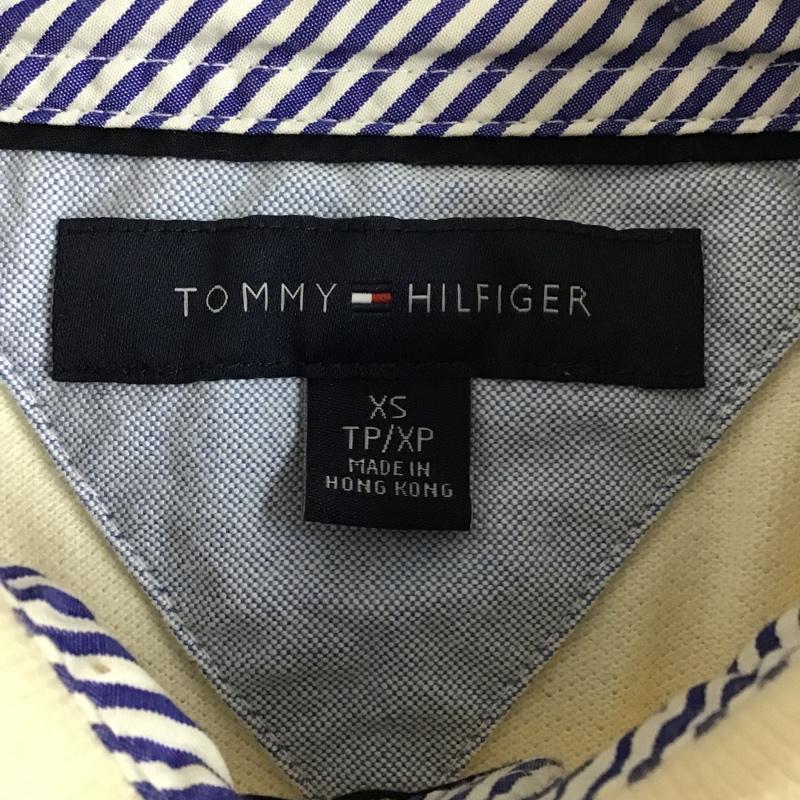 TOMMY HILFIGER
XS
TP/XP
MADE IN
HONG KONG